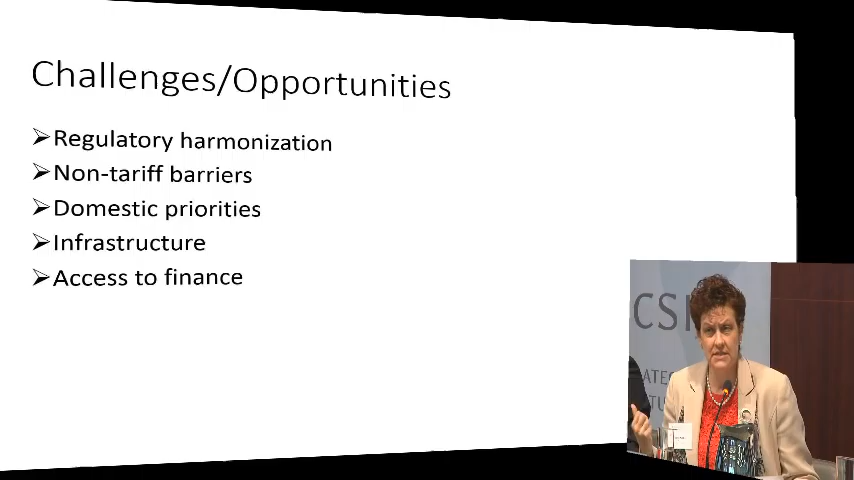 Challenges/Opportunities
Regulatory harmonization
Non-tariff barriers
Domestic priorities
Infrastructure
Access to finance
CSI